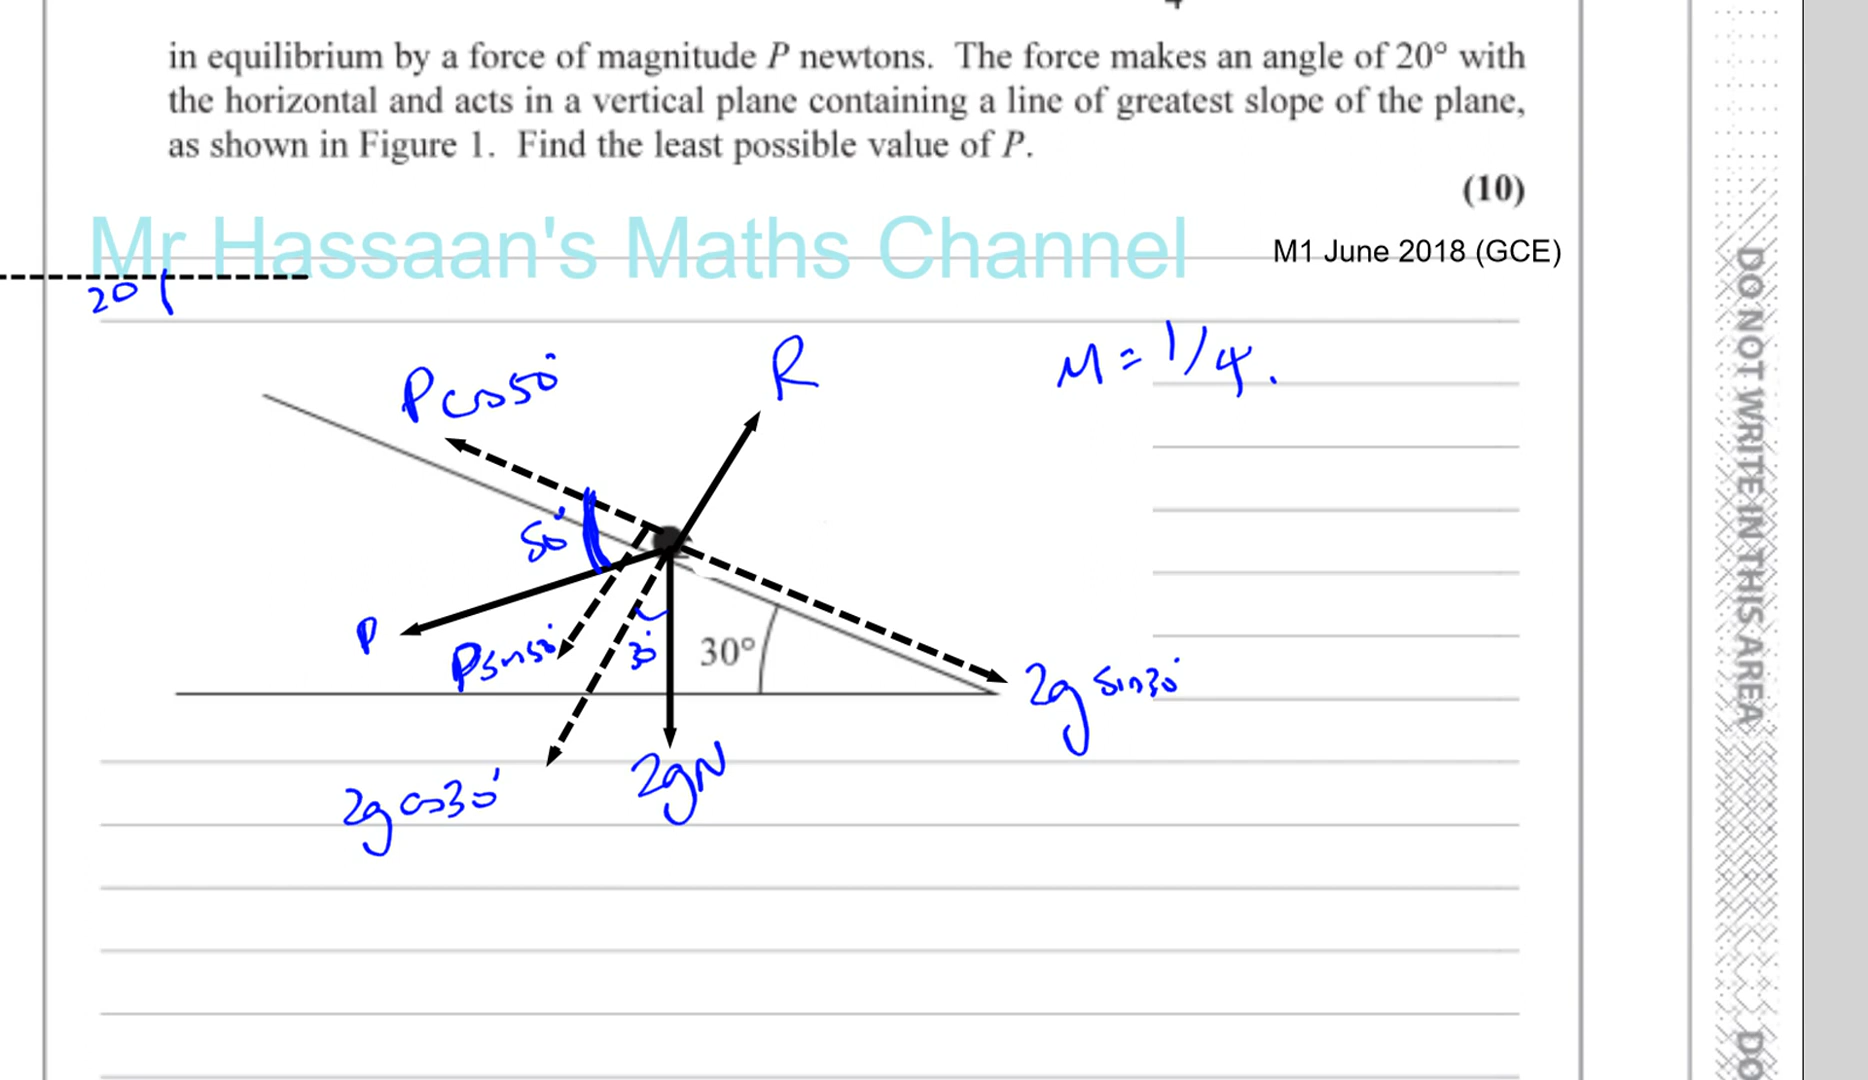 in equilibrium by a force of magnitude P newtons. The force makes an angle of 20° with
the horizontal and acts in a vertical plane containing a line of greatest slope of the plane,
as shown in Figure 1. Find the least possible value of P.
(10)
Mr Hassaan's Maths Channel
M1 June 2018 (GCE)
20
R
M = 1/4.
P cos 50°
50°
P
P sin 50°
30°
30°
2g sin 30°
2g cos 30°
2g N
DO NOT WRITE IN THIS AREA
DO